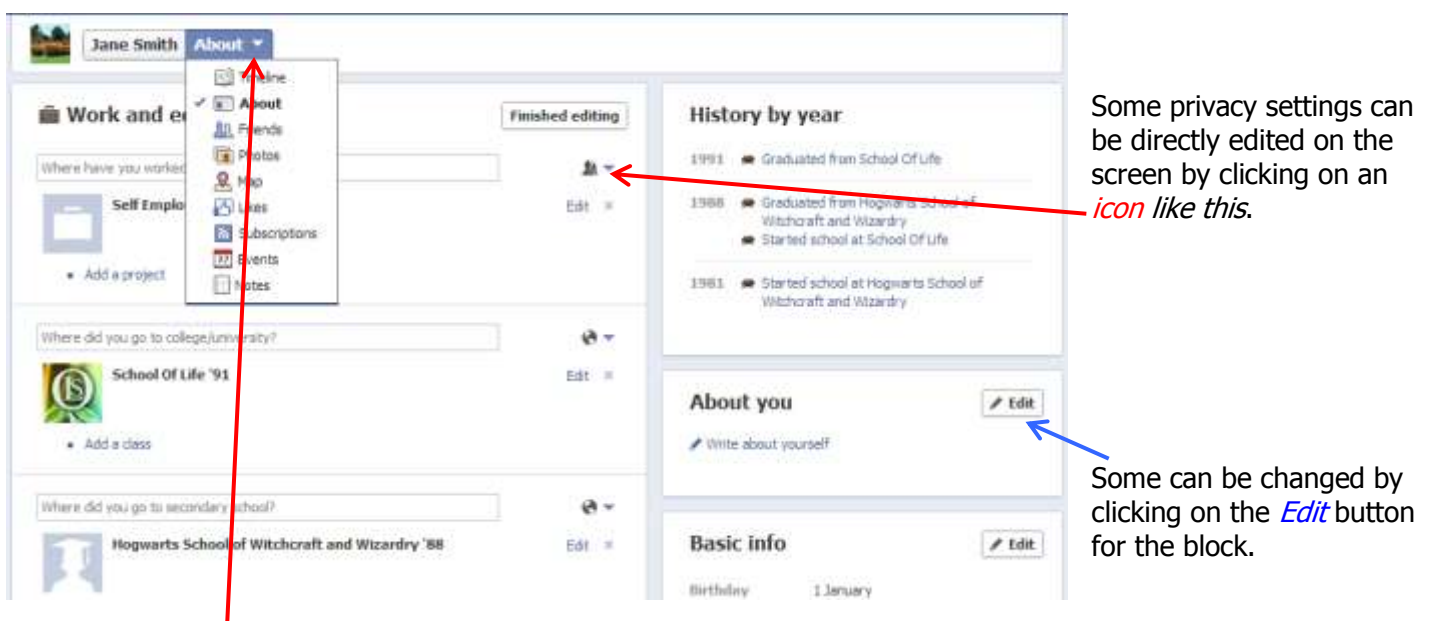 Jane Smith About
Timeline
About
Friends
Photos
Map
Likes
Subscriptions
Events
Notes
Work and e
Finished editing
Where have you worked
Self Emplo
Edit
Add a project
Where did you go to college/university?
School Of Life '91
Edit
Add a class
Where did you go to secondary school?
Hogwarts School of Witchcraft and Wizardry '88
Edit
History by year
1991 Graduated from School Of Life
1988 Graduated from Hogwarts School of
Witchcraft and Wizardry
Started school at School Of Life
1981 Started school at Hogwarts School of
Witchcraft and Wizardry
About you
Edit
Write about yourself
Basic info
Edit
Birthday 1 January
Some privacy settings can
be directly edited on the
screen by clicking on an
icon like this.
Some can be changed by
clicking on the Edit button
for the block.